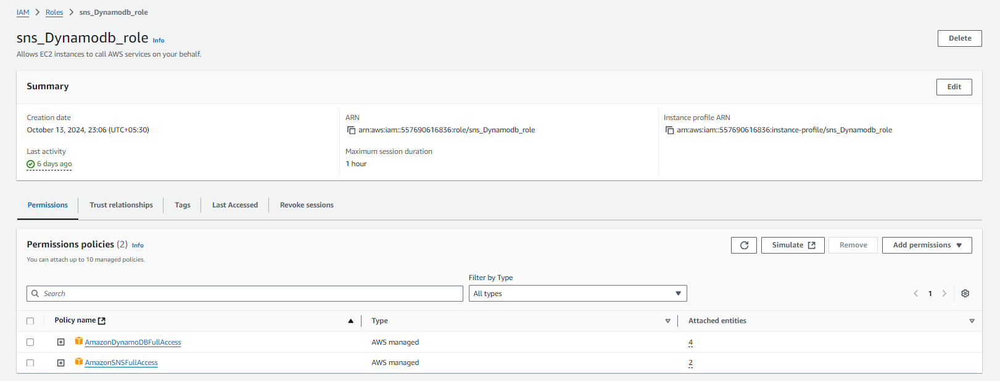 IAM > Roles > sns_Dynamodb_role
sns_Dynamodb_role Info
Delete
Allows EC2 instances to call AWS services on your behalf.
Summary
Edit
Creation date
October 13, 2024, 23:06 (UTC+05:30)
Last activity
6 days ago
ARN
arn:aws:iam::557690616836:role/sns_Dynamodb_role
Maximum session duration
1 hour
Instance profile ARN
arn:aws:iam::557690616836:instance-profile/sns_Dynamodb_role
Permissions Trust relationships Tags Last Accessed Revoke sessions
Permissions policies (2) Info
You can attach up to 10 managed policies.
Simulate Remove Add permissions
Filter by Type
Search All types 1
Policy name Type Attached entities
AmazonDynamoDBFullAccess AWS managed 4
AmazonSNSFullAccess AWS managed 2